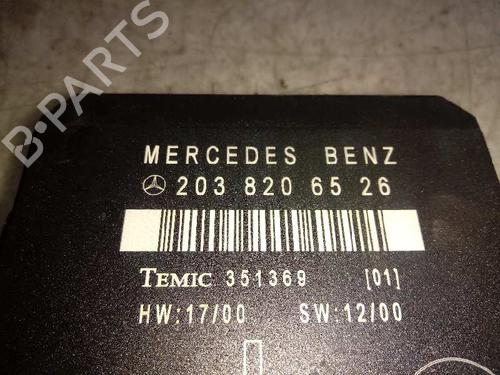 B-PARTS
MERCEDES BENZ
203 820 65 26
TEMIC 351369 [01]
HW:17/00 SW:12/00